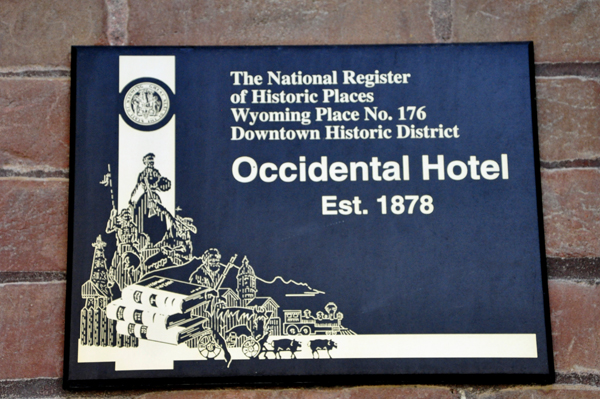 The National Register
of Historic Places
Wyoming Place No. 176
Downtown Historic District
Occidental Hotel
Est. 1878